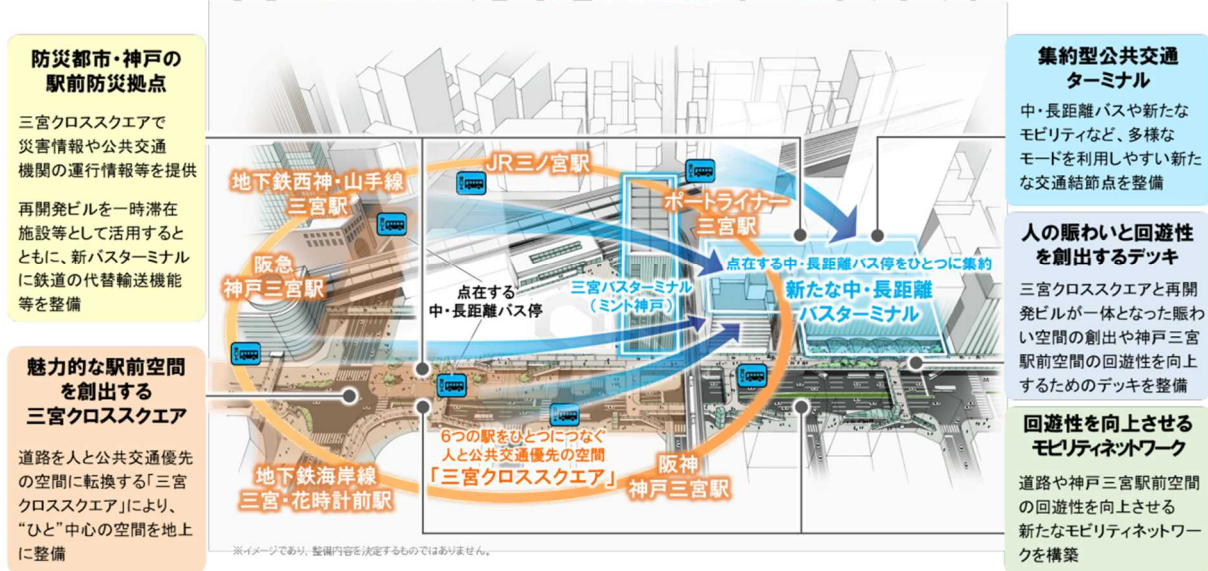 防災都市・神戸の
駅前防災拠点
三宮クロススクエアで
災害情報や公共交通
機関の運行情報等を提供
再開発ビルを一時滞在
施設等として活用すると
ともに、新バスターミナル
に鉄道の代替輸送機能
等を整備
魅力的な駅前空間
を創出する
三宮クロススクエア
道路を人と公共交通優先
の空間に転換する「三宮
クロススクエア」により、
“ひと”中心の空間を地上
に整備
JR三ノ宮駅
地下鉄西神・山手線
三宮駅
ポートライナー
三宮駅
阪急
神戸三宮駅
点在する
中・長距離バス停
三宮バスターミナル
(ミント神戸)
点在する中・長距離バス停をひとつに集約
新たな中・長距離
バスターミナル
6つの駅をひとつにつなぐ
人と公共交通優先の空間
「三宮クロススクエア」
地下鉄海岸線
三宮・花時計前駅
阪神
神戸三宮駅
※イメージであり、整備内容を決定するものではありません。
集約型公共交通
ターミナル
中・長距離バスや新たな
モビリティなど、多様な
モードを利用しやすい新た
な交通結節点を整備
人の賑わいと回遊性
を創出するデッキ
三宮クロススクエアと再開
発ビルが一体となった賑わ
い空間の創出や神戸三宮
駅前空間の回遊性を向上
するためのデッキを整備
回遊性を向上させる
モビリティネットワーク
道路や神戸三宮駅前空間
の回遊性を向上させる
新たなモビリティネットワー
クを構築